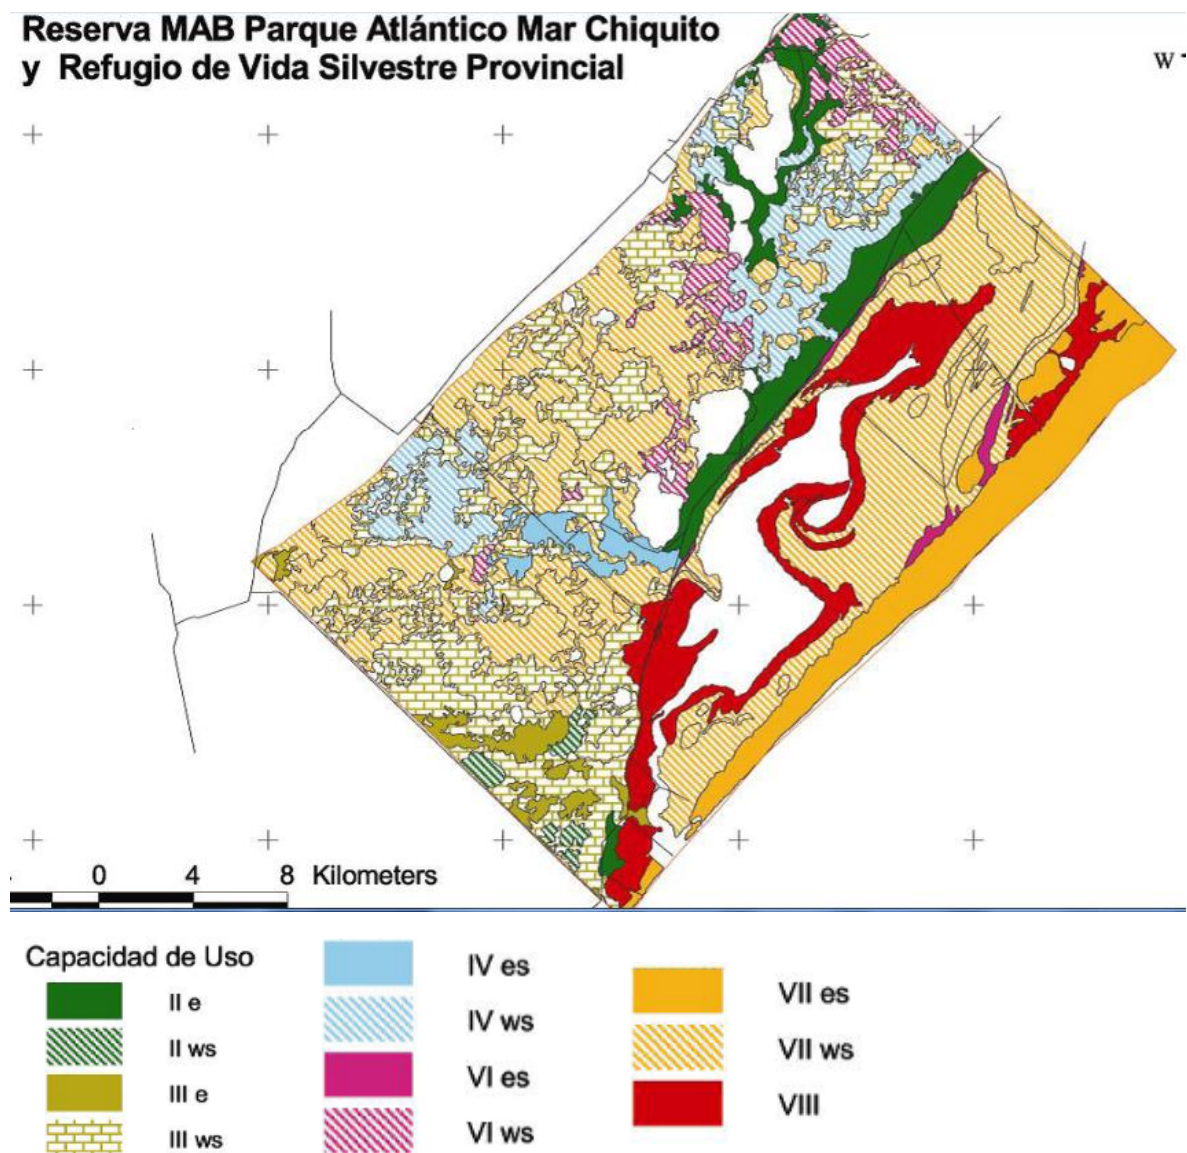 Reserva MAB Parque Atlántico Mar Chiquito
y Refugio de Vida Silvestre Provincial
W
0 4 8 Kilometers
Capacidad de Uso
II e
II ws
III e
III ws
IV es
IV ws
VI es
VI ws
VII es
VII ws
VIII